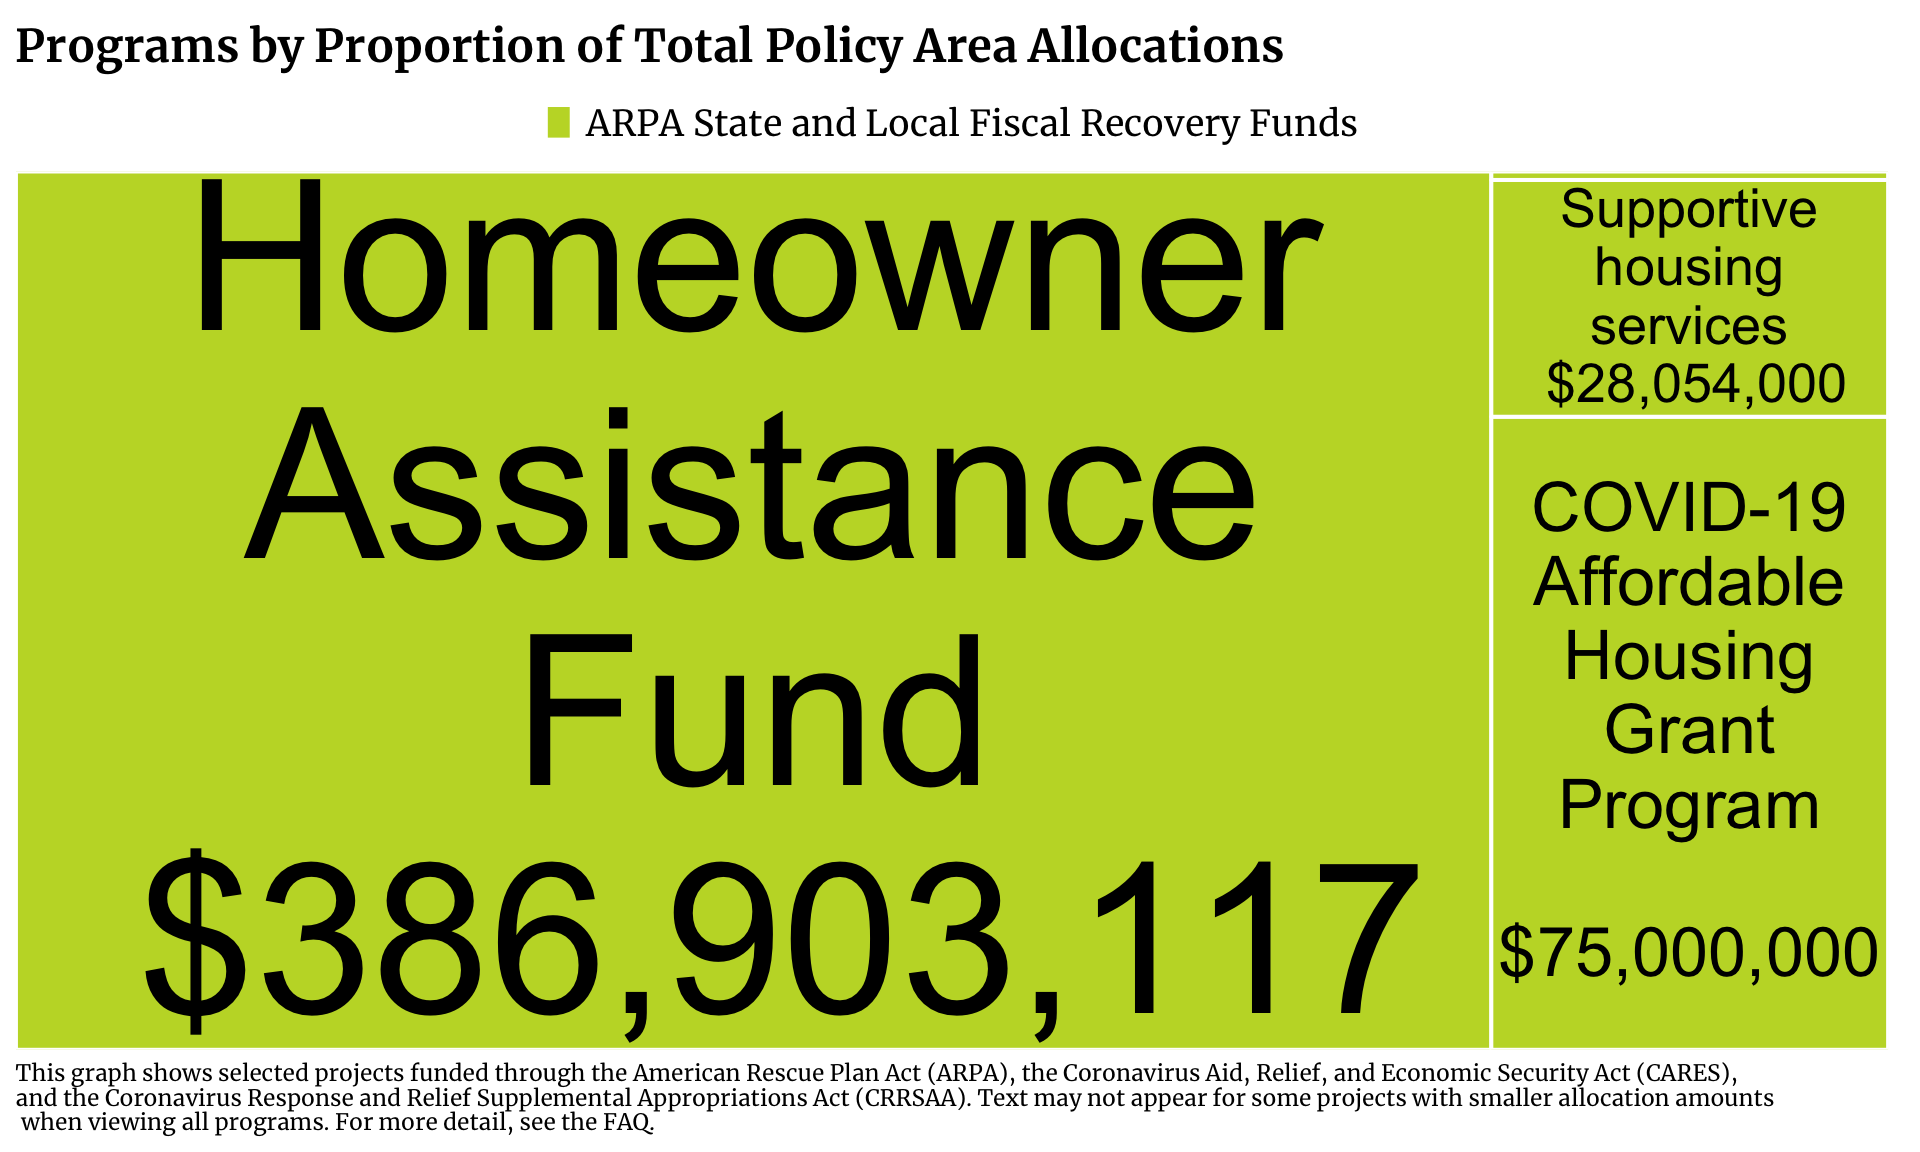 Programs by Proportion of Total Policy Area Allocations
ARPA State and Local Fiscal Recovery Funds
Homeowner
Assistance
Fund
$386,903,117
Supportive
housing
services
$28,054,000
COVID-19
Affordable
Housing
Grant
Program
$75,000,000
This graph shows selected projects funded through the American Rescue Plan Act (ARPA), the Coronavirus Aid, Relief, and Economic Security Act (CARES),
and the Coronavirus Response and Relief Supplemental Appropriations Act (CRRSAA). Text may not appear for some projects with smaller allocation amounts
when viewing all programs. For more detail, see the FAQ.